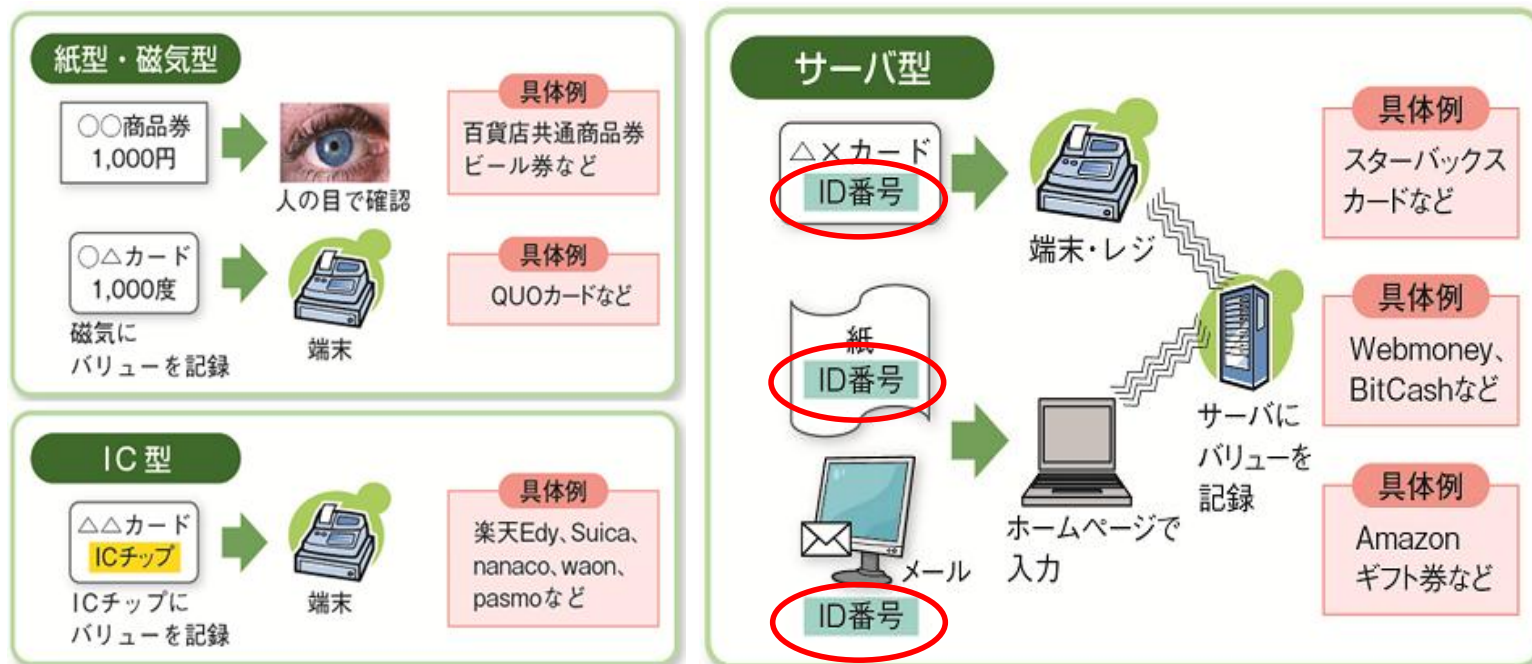 紙型・磁気型
○○商品券
1,000円
人の目で確認
具体例
百貨店共通商品券
ビール券など
○△カード
1,000度
磁気に
バリューを記録
端末
具体例
QUOカードなど
IC型
△△カード
ICチップ
ICチップに
バリューを記録
端末
具体例
楽天Edy、Suica、
nanaco、waon、
pasmoなど
サーバ型
△×カード
ID番号
端末・レジ
具体例
スターバックス
カードなど
紙
ID番号
メール
ID番号
ホームページで
入力
サーバに
バリューを
記録
具体例
Webmoney、
BitCashなど
具体例
Amazon
ギフト券など